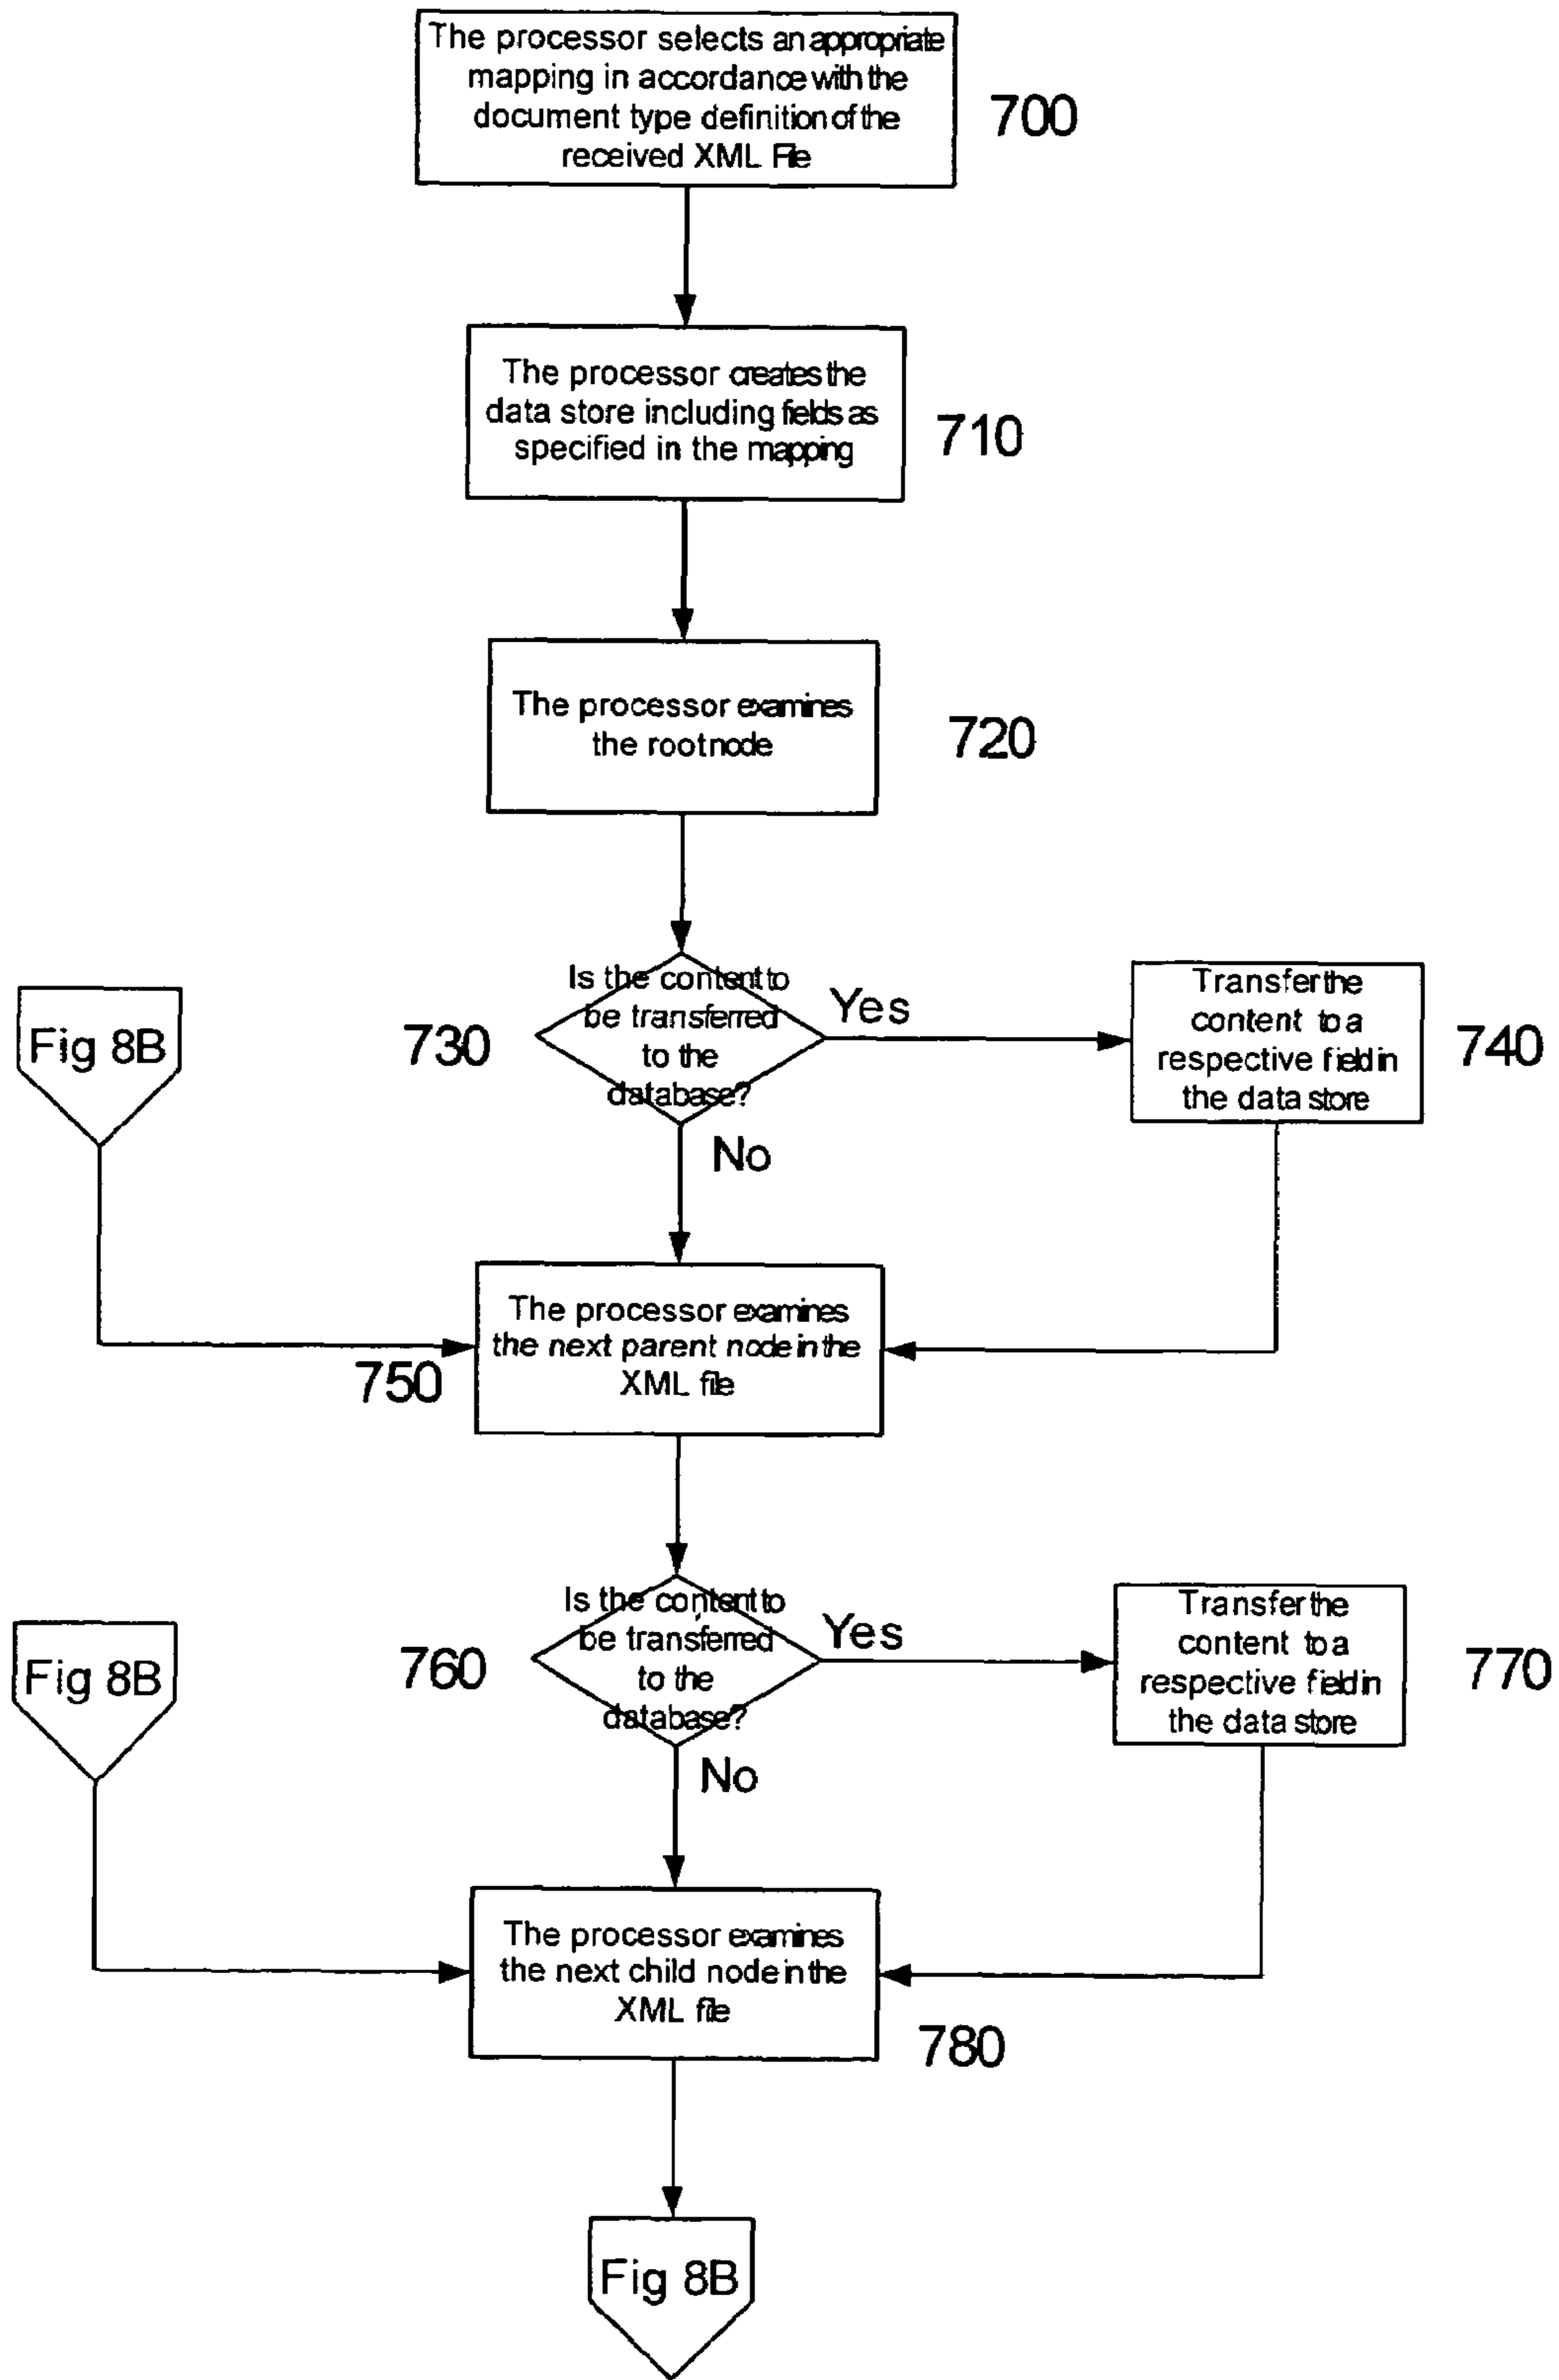 The processor selects an appropriate
mapping in accordance with the
document type definition of the
received XML File
700
The processor creates the
data store including fields as
specified in the mapping
710
The processor examines
the root node
720
Is the content to
be transferred
to the
database?
730
Yes
Transfer the
content to a
respective field in
the data store
740
Fig 8B
No
The processor examines
the next parent node in the
XML file
750
Is the content to
be transferred
to the
database?
760
Yes
Transfer the
content to a
respective field in
the data store
770
Fig 8B
No
The processor examines
the next child node in the
XML file
780
Fig 8B